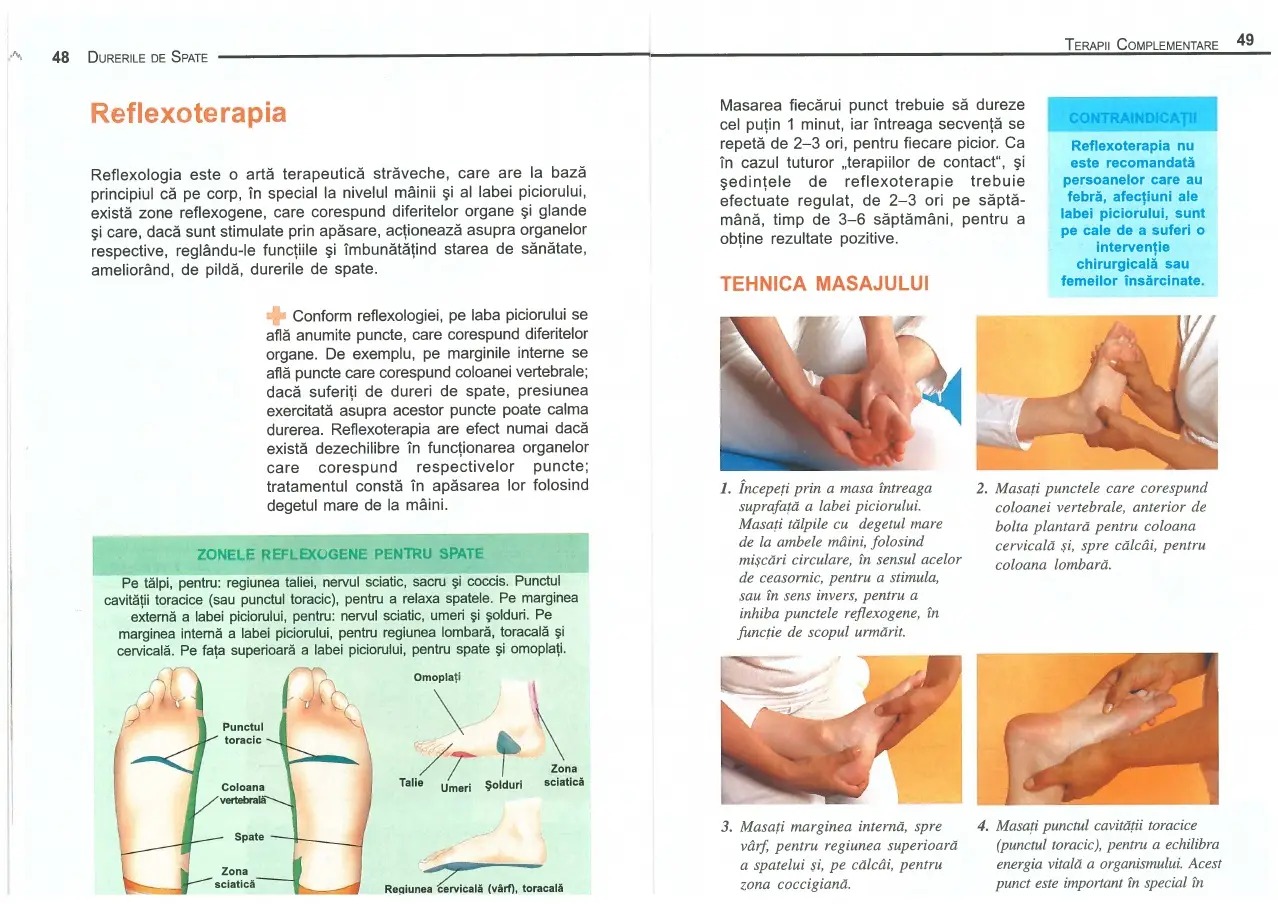 48 DURERILE DE SPATE
Reflexoterapia
Reflexologia este o artă terapeutică străveche, care are la bază
principiul că pe corp, în special la nivelul mâinii şi al labei piciorului,
există zone reflexogene, care corespund diferitelor organe şi glande
şi care, dacă sunt stimulate prin apăsare, acţionează asupra organelor
respective, reglându-le funcţiile şi îmbunătăţind starea de sănătate,
ameliorând, de pildă, durerile de spate.
Conform reflexologiei, pe laba piciorului se
află anumite puncte, care corespund diferitelor
organe. De exemplu, pe marginile interne se
află puncte care corespund coloanei vertebrale;
dacă suferiţi de dureri de spate, presiunea
exercitată asupra acestor puncte poate calma
durerea. Reflexoterapia are efect numai dacă
există dezechilibre în funcţionarea organelor
care corespund respectivelor puncte;
tratamentul constă în apăsarea lor folosind
degetul mare de la mâini.
ZONELE REFLEXOGENE PENTRU SPATE
Pe tălpi, pentru: regiunea taliei, nervul sciatic, sacru şi coccis. Punctul
cavităţii toracice (sau punctul toracic), pentru a relaxa spatele. Pe marginea
externă a labei piciorului, pentru: nervul sciatic, umeri şi şolduri. Pe
marginea internă a labei piciorului, pentru regiunea lombară, toracală şi
cervicală. Pe faţa superioară a labei piciorului, pentru spate şi omoplaţi.
Punctul
toracic
Coloana
vertebrală
Spate
Zona
sciatică
Omoplaţi
Talie
Umeri
Şolduri
Zona
sciatică
Regiunea cervicală (vârf), toracală
TERAPII COMPLEMENTARE 49
Masarea fiecărui punct trebuie să dureze
cel puţin 1 minut, iar întreaga secvenţă se
repetă de 2–3 ori, pentru fiecare picior. Ca
în cazul tuturor „terapiilor de contact“, şi
şedinţele de reflexoterapie trebuie
efectuate regulat, de 2–3 ori pe săptă-
mână, timp de 3–6 săptămâni, pentru a
obţine rezultate pozitive.
CONTRAINDICAŢII
Reflexoterapia nu
este recomandată
persoanelor care au
febră, afecţiuni ale
labei piciorului, sunt
pe cale de a suferi o
intervenţie
chirurgicală sau
femeilor însărcinate.
TEHNICA MASAJULUI
1. Începeţi prin a masa întreaga
suprafaţă a labei piciorului.
Masaţi tălpile cu degetul mare
de la ambele mâini, folosind
mişcări circulare, în sensul acelor
de ceasornic, pentru a stimula,
sau în sens invers, pentru a
inhiba punctele reflexogene, în
funcţie de scopul urmărit.
2. Masaţi punctele care corespund
coloanei vertebrale, anterior de
bolta plantară pentru coloana
cervicală şi, spre călcâi, pentru
coloana lombară.
3. Masaţi marginea internă, spre
vârf, pentru regiunea superioară
a spatelui şi, pe călcâi, pentru
zona coccigiană.
4. Masaţi punctul cavităţii toracice
(punctul toracic), pentru a echilibra
energia vitală a organismului. Acest
punct este important în special în